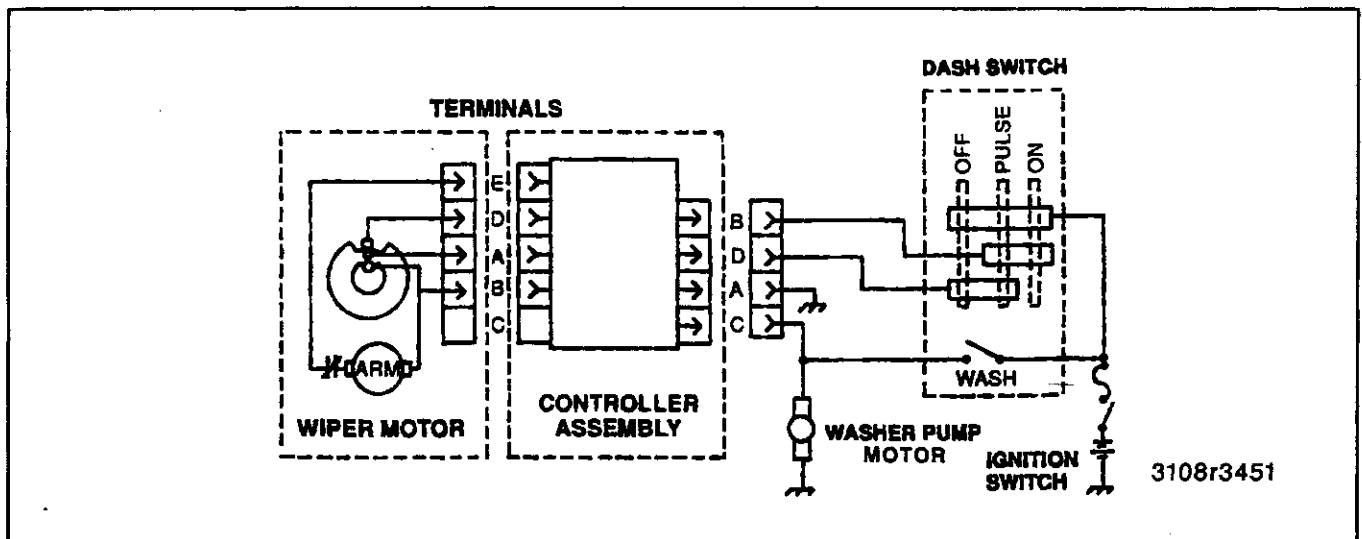 DASH SWITCH
TERMINALS
OFF
PULSE
ON
E
D
A
B
C
B
D
A
C
ARM
WASH
WIPER MOTOR
CONTROLLER
ASSEMBLY
WASHER PUMP
MOTOR
IGNITION
SWITCH
3108r3451